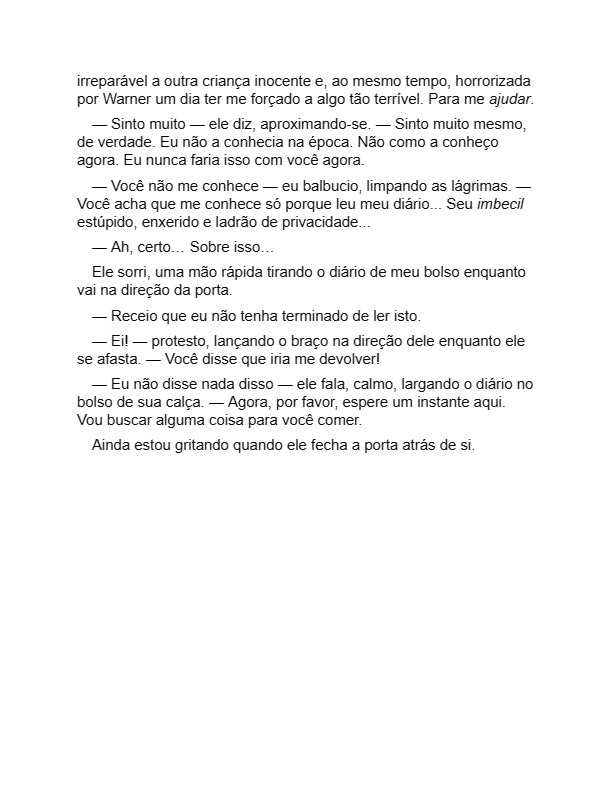 irreparável a outra criança inocente e, ao mesmo tempo, horrorizada
por Warner um dia ter me forçado a algo tão terrível. Para me ajudar.
— Sinto muito — ele diz, aproximando-se. — Sinto muito mesmo,
de verdade. Eu não a conhecia na época. Não como a conheço
agora. Eu nunca faria isso com você agora.
— Você não me conhece — eu balbucio, limpando as lágrimas. —
Você acha que me conhece só porque leu meu diário... Seu imbecil
estúpido, enxerido e ladrão de privacidade...
— Ah, certo… Sobre isso…
Ele sorri, uma mão rápida tirando o diário de meu bolso enquanto
vai na direção da porta.
— Receio que eu não tenha terminado de ler isto.
— Ei! — protesto, lançando o braço na direção dele enquanto ele
se afasta. — Você disse que iria me devolver!
— Eu não disse nada disso — ele fala, calmo, largando o diário no
bolso de sua calça. — Agora, por favor, espere um instante aqui.
Vou buscar alguma coisa para você comer.
Ainda estou gritando quando ele fecha a porta atrás de si.